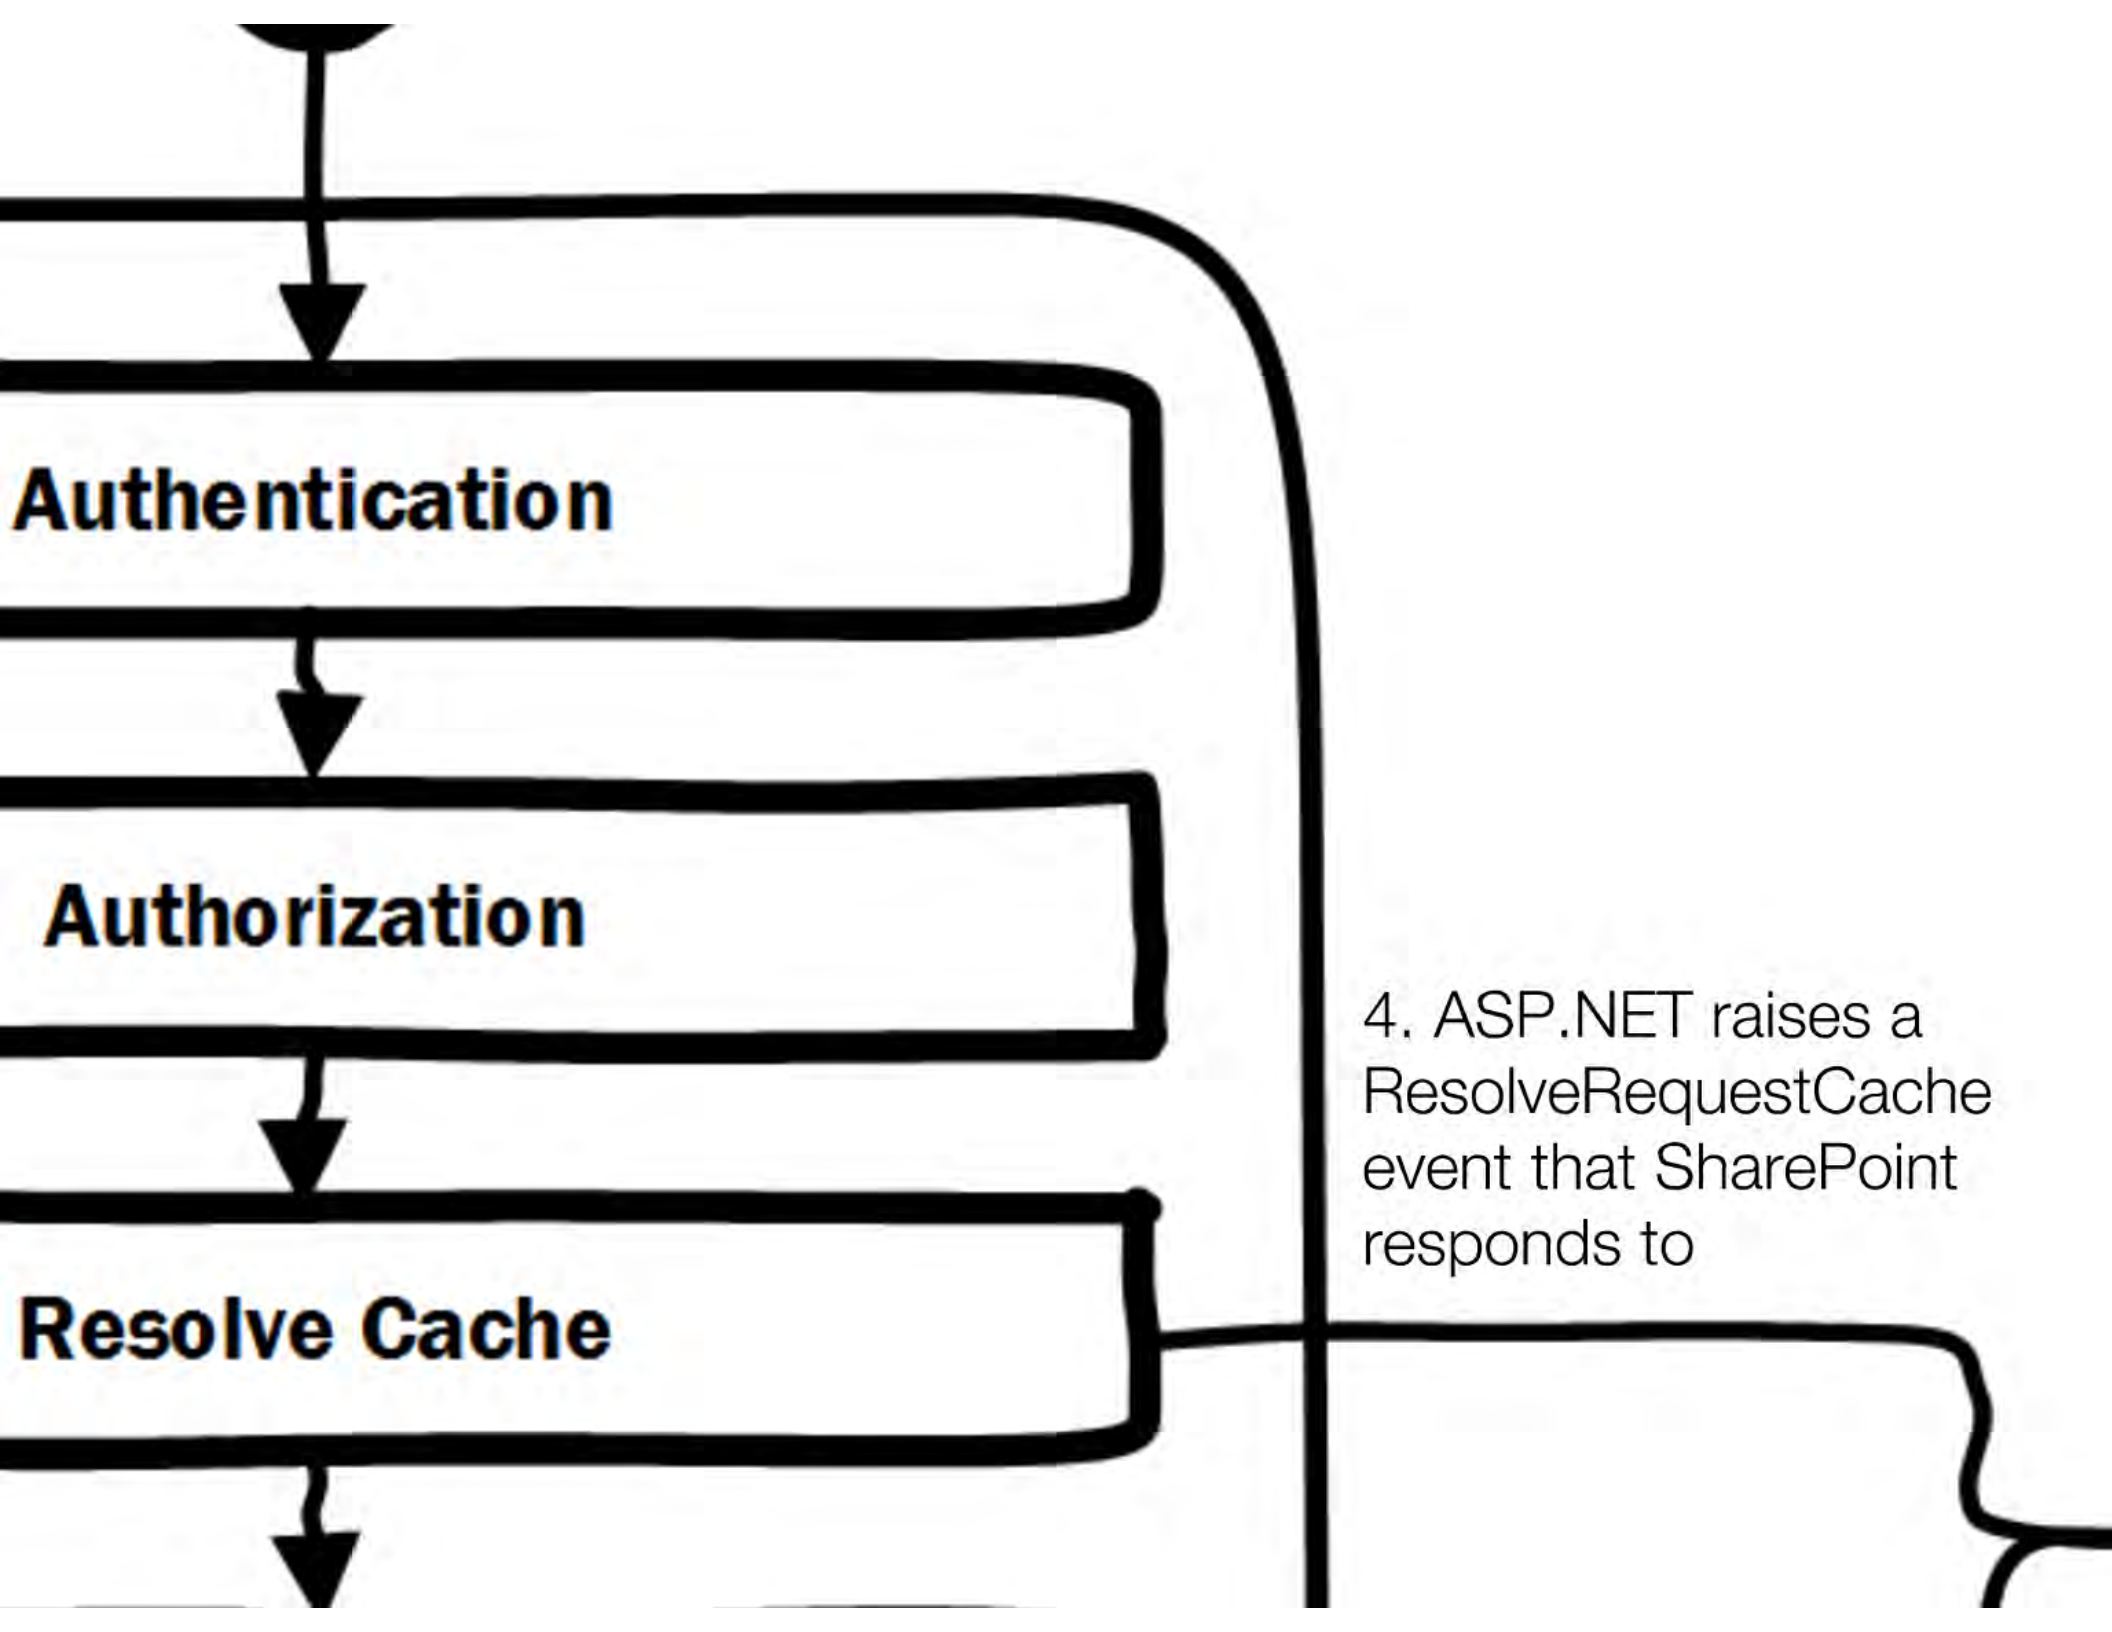 Authentication
Authorization
4. ASP.NET raises a
ResolveRequestCache
event that SharePoint
responds to
Resolve Cache